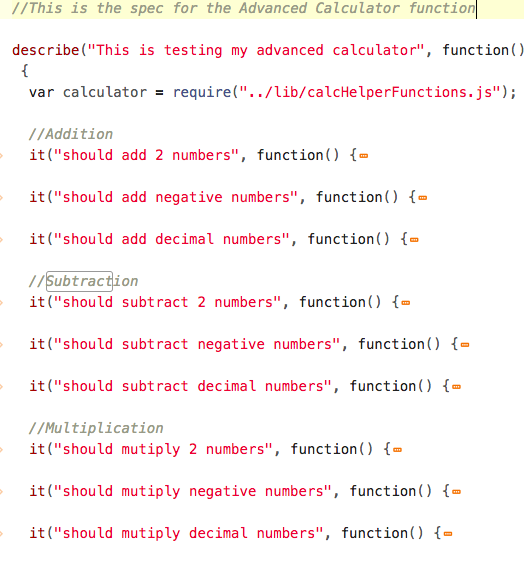 //This is the spec for the Advanced Calculator function
describe("This is testing my advanced calculator", function()
{
var calculator = require("../lib/calcHelperFunctions.js");
//Addition
it("should add 2 numbers", function() {
it("should add negative numbers", function() {
it("should add decimal numbers", function() {
//Subtraction
it("should subtract 2 numbers", function() {
it("should subtract negative numbers", function() {
it("should subtract decimal numbers", function() {
//Multiplication
it("should mutiply 2 numbers", function() {
it("should mutiply negative numbers", function() {
it("should mutiply decimal numbers", function() {